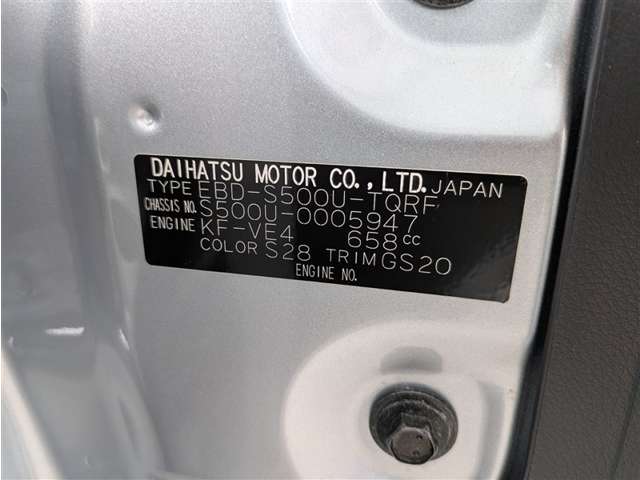 DAIHATSU MOTOR CO.,LTD. JAPAN
TYPE EBD-S500U-TQRF
CHASSIS NO. S500U-0005947
ENGINE KF-VE4 658cc
COLOR S28 TRIM GS20
ENGINE NO.